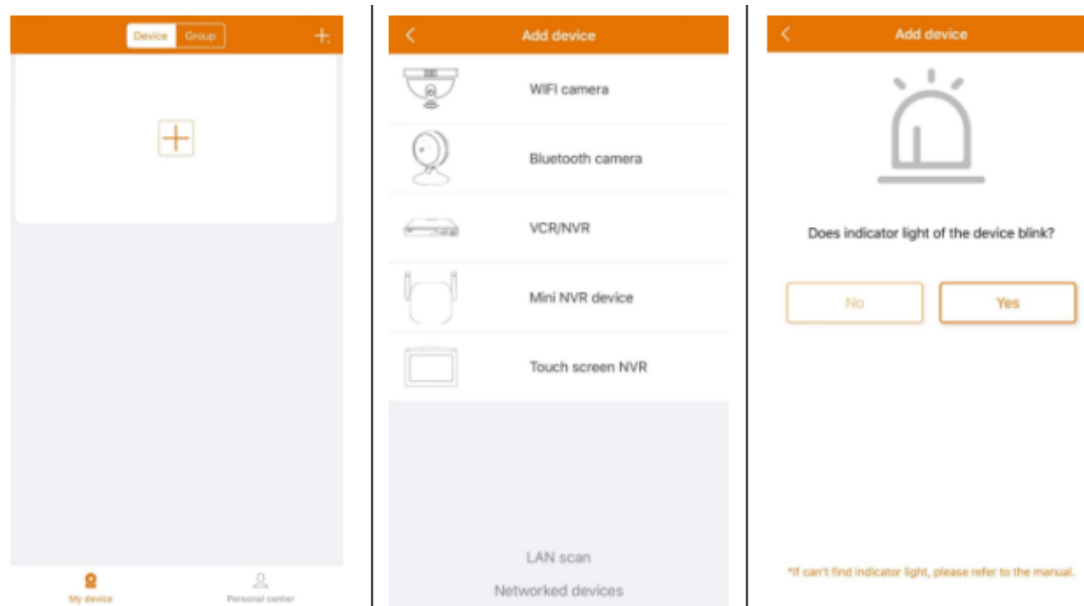 Device Group
My device
Personal center
Add device
WIFI camera
Bluetooth camera
VCR/NVR
Mini NVR device
Touch screen NVR
LAN scan
Networked devices
Add device
Does indicator light of the device blink?
No
Yes
*If can't find indicator light, please refer to the manual.